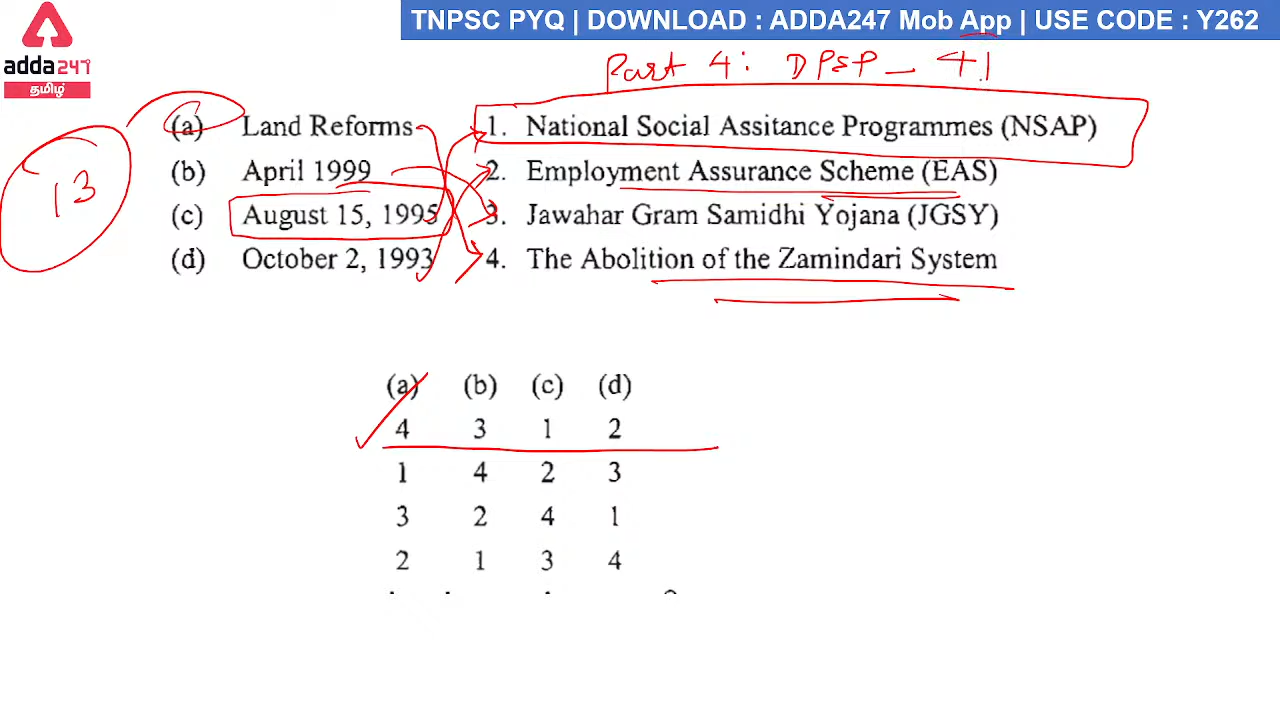 TNPSC PYQ | DOWNLOAD : ADDA247 Mob App | USE CODE : Y262
adda247
தமிழ்
Part 4: DPSP - 41
13
(a) Land Reforms 1. National Social Assitance Programmes (NSAP)
(b) April 1999 2. Employment Assurance Scheme (EAS)
(c) August 15, 1995 3. Jawahar Gram Samidhi Yojana (JGSY)
(d) October 2, 1993 4. The Abolition of the Zamindari System
(a) (b) (c) (d)
4 3 1 2
1 4 2 3
3 2 4 1
2 1 3 4